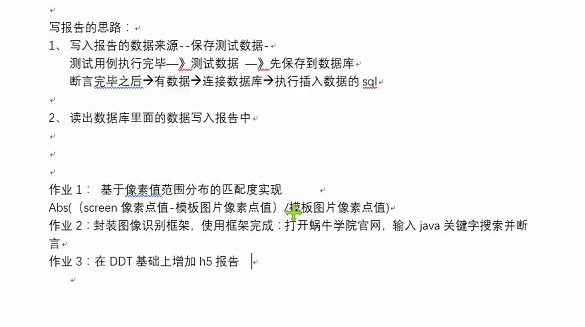 写报告的思路：
1、 写入报告的数据来源--保存测试数据-
测试用例执行完毕—》测试数据 —》先保存到数据库
断言完毕之后→有数据→连接数据库→执行插入数据的 sql
2、 读出数据库里面的数据写入报告中
作业 1： 基于像素值范围分布的匹配度实现
Abs(（screen 像素点值-模板图片像素点值）/模板图片像素点值)
作业 2：封装图像识别框架，使用框架完成：打开蜗牛学院官网，输入 java 关键字搜索并断
言
作业 3：在 DDT 基础上增加 h5 报告